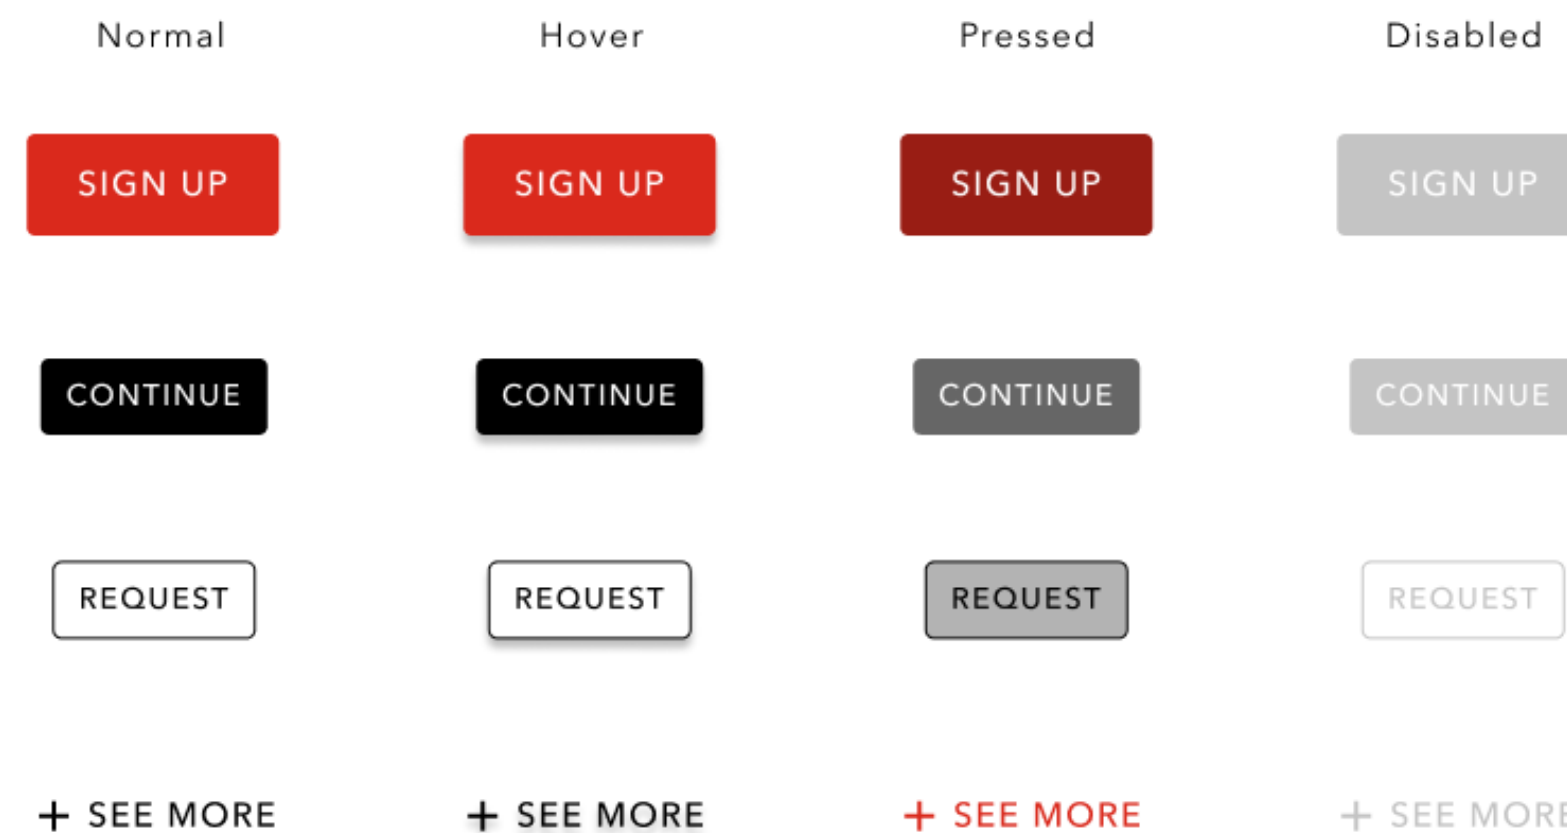 Normal Hover Pressed Disabled
SIGN UP SIGN UP SIGN UP SIGN UP
CONTINUE CONTINUE CONTINUE CONTINUE
REQUEST REQUEST REQUEST REQUEST
+ SEE MORE + SEE MORE + SEE MORE + SEE MORE